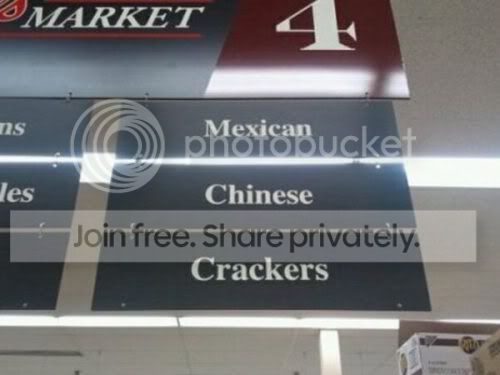 MARKET 4
ns Mexican
photobucket
les Chinese
Join free. Share privately.
Crackers